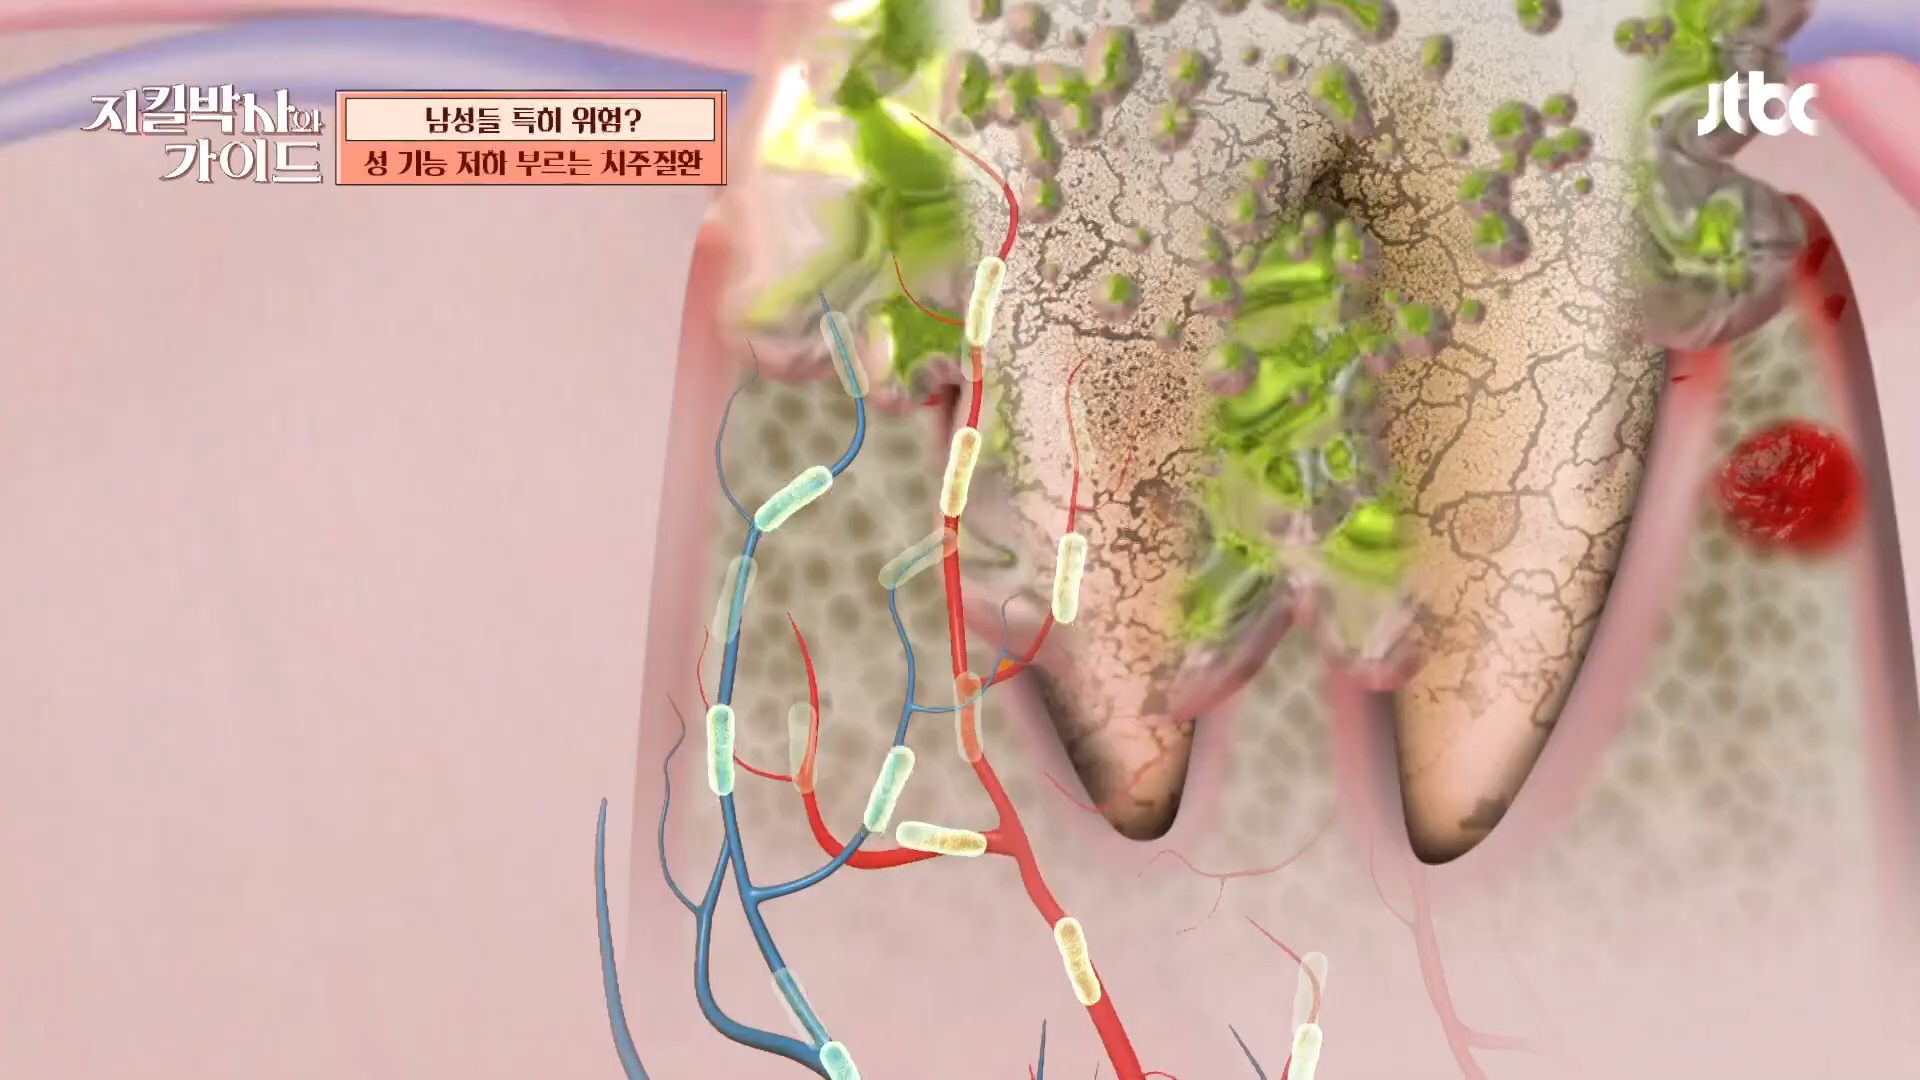 지킬박사와
가이드
남성들 특히 위험?
성 기능 저하 부르는 치주질환
jtbc